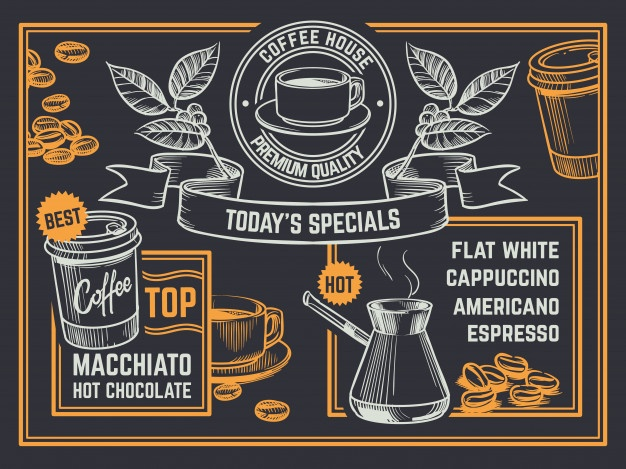 COFFEE HOUSE
PREMIUM QUALITY
TODAY'S SPECIALS
BEST
Coffee
TOP
MACCHIATO
HOT CHOCOLATE
HOT
FLAT WHITE
CAPPUCCINO
AMERICANO
ESPRESSO